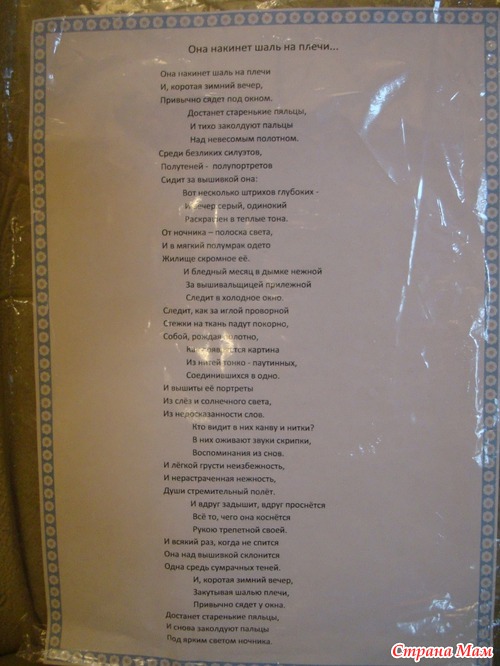 Она накинет шаль на плечи...
Она накинет шаль на плечи
И, коротая зимний вечер,
Привычно сядет под окном.
Достанет старенькие пяльцы,
И тихо заколдуют пальцы
Над невесомым полотном.
Среди безликих силуэтов,
Полутеней - полупортретов
Сидит за вышивкой она:
Вот несколько штрихов глубоких -
И вечер серый, одинокий
Раскрашен в теплые тона.
От ночника – полоска света,
И в мягкий полумрак одето
Жилище скромное её.
И бледный месяц в дымке нежной
За вышивальщицей прилежной
Следит в холодное окно.
Следит, как за иглой проворной
Стежки на ткань падут покорно,
Собой, рождая полотно,
Как появляется картина
Из нитей тонко - паутинных,
Соединившихся в одно.
И вышиты её портреты
Из слёз и солнечного света,
Из недосказанности слов.
Кто видит в них канву и нитки?
В них оживают звуки скрипки,
Воспоминания из снов.
И лёгкой грусти неизбежность,
И нерастраченная нежность,
Души стремительный полёт.
И вдруг задышит, вдруг проснётся
Всё то, чего она коснётся
Рукою трепетной своей.
И всякий раз, когда не спится
Она над вышивкой склонится
Одна средь сумрачных теней.
И, коротая зимний вечер,
Закутывая шалью плечи,
Привычно сядет у окна.
Достанет старенькие пяльцы,
И снова заколдуют пальцы
Под ярким светом ночника.
Страна Мам